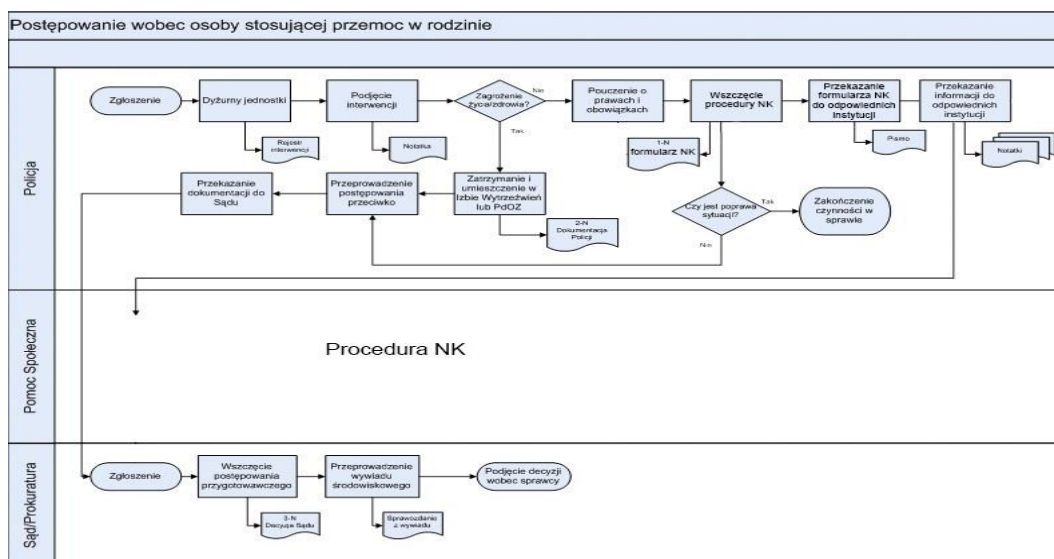 Postępowanie wobec osoby stosującej przemoc w rodzinie
Policja
Zgłoszenie
Dyżurny jednostki
Rejestr
interwencji
Podjęcie
interwencji
Notatka
Zagrożenie
życia/zdrowia?
Nie
Tak
Pouczenie o
prawach i
obowiązkach
Wszczęcie
procedury NK
1-N
formularz NK
Przekazanie
formularza NK
do odpowiednich
instytucji
Pismo
Przekazanie
informacji do
odpowiednich
instytucji
Notatki
Przekazanie
dokumentacji do
Sądu
Przeprowadzenie
postępowania
przeciwko
Zatrzymanie i
umieszczenie w
Izbie Wytrzeźwień
lub PdOZ
2-N
Dokumentacja
Policji
Czy jest poprawa
sytuacji?
Tak
Zakończenie
czynności w
sprawie
Pomoc Społeczna
Procedura NK
Sąd/Prokuratura
Zgłoszenie
Wszczęcie
postępowania
przygotowawczego
3-N
Decyzja Sądu
Przeprowadzenie
wywiadu
środowiskowego
Sprawozdanie
z wywiadu
Podjęcie decyzji
wobec sprawcy